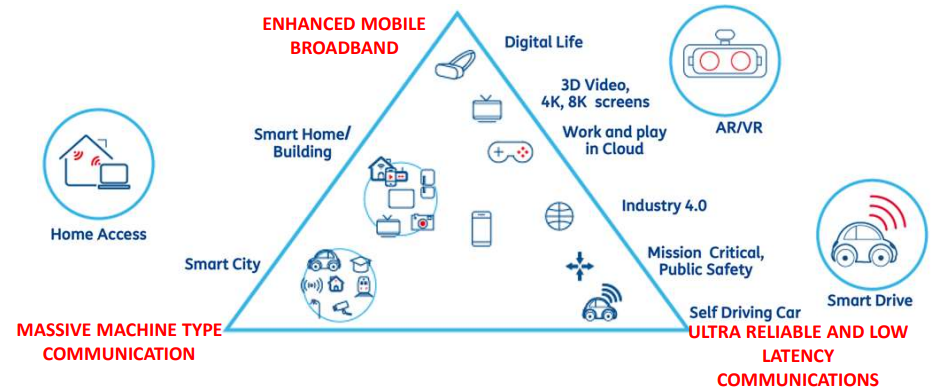 ENHANCED MOBILE
BROADBAND
Digital Life
3D Video,
4K, 8K screens
AR/VR
Smart Home/
Building
Work and play
in Cloud
Home Access
Industry 4.0
Smart City
Mission Critical,
Public Safety
Smart Drive
Self Driving Car
MASSIVE MACHINE TYPE
COMMUNICATION
ULTRA RELIABLE AND LOW
LATENCY
COMMUNICATIONS